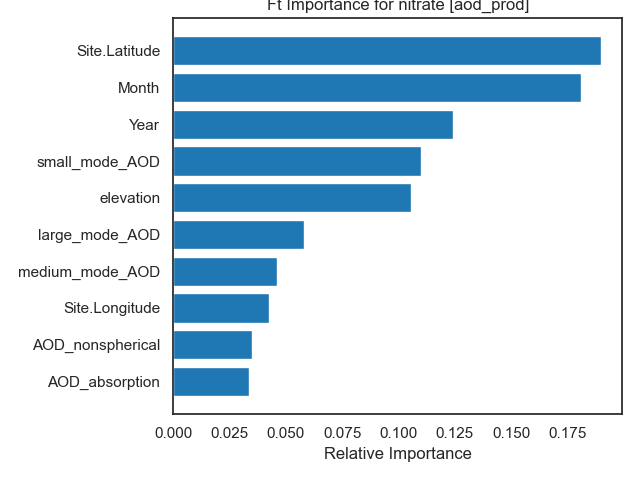 Ft Importance for nitrate [aod_prod]
Site.Latitude
Month
Year
small_mode_AOD
elevation
large_mode_AOD
medium_mode_AOD
Site.Longitude
AOD_nonspherical
AOD_absorption
0.000 0.025 0.050 0.075 0.100 0.125 0.150 0.175
Relative Importance